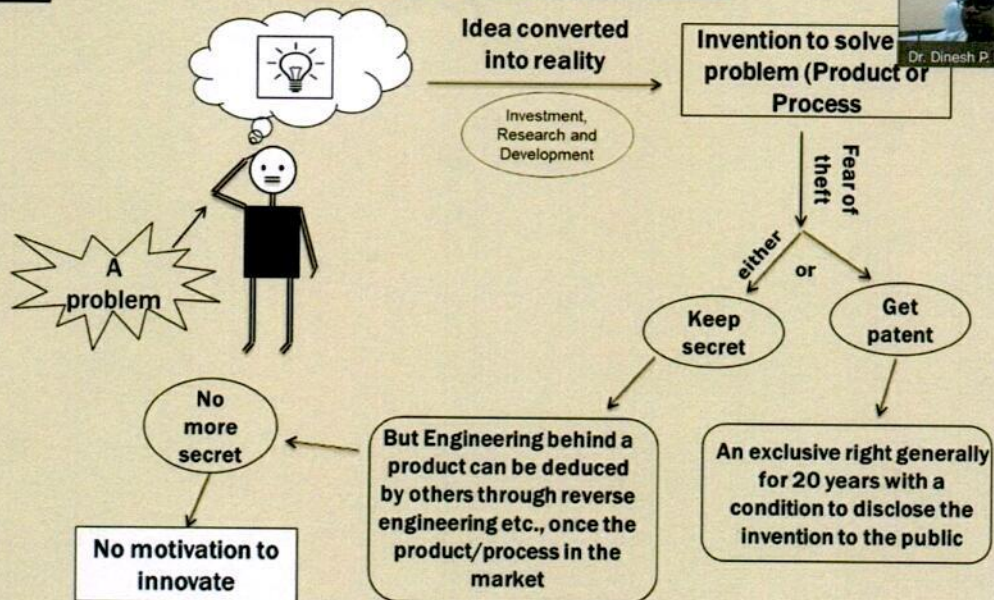 Idea converted
into reality
Investment,
Research and
Development
Invention to solve
problem (Product or
Process
Dr. Dinesh P.
Fear of
theft
either
or
Keep
secret
Get
patent
A
problem
No
more
secret
But Engineering behind a
product can be deduced
by others through reverse
engineering etc., once the
product/process in the
market
An exclusive right generally
for 20 years with a
condition to disclose the
invention to the public
No motivation to
innovate